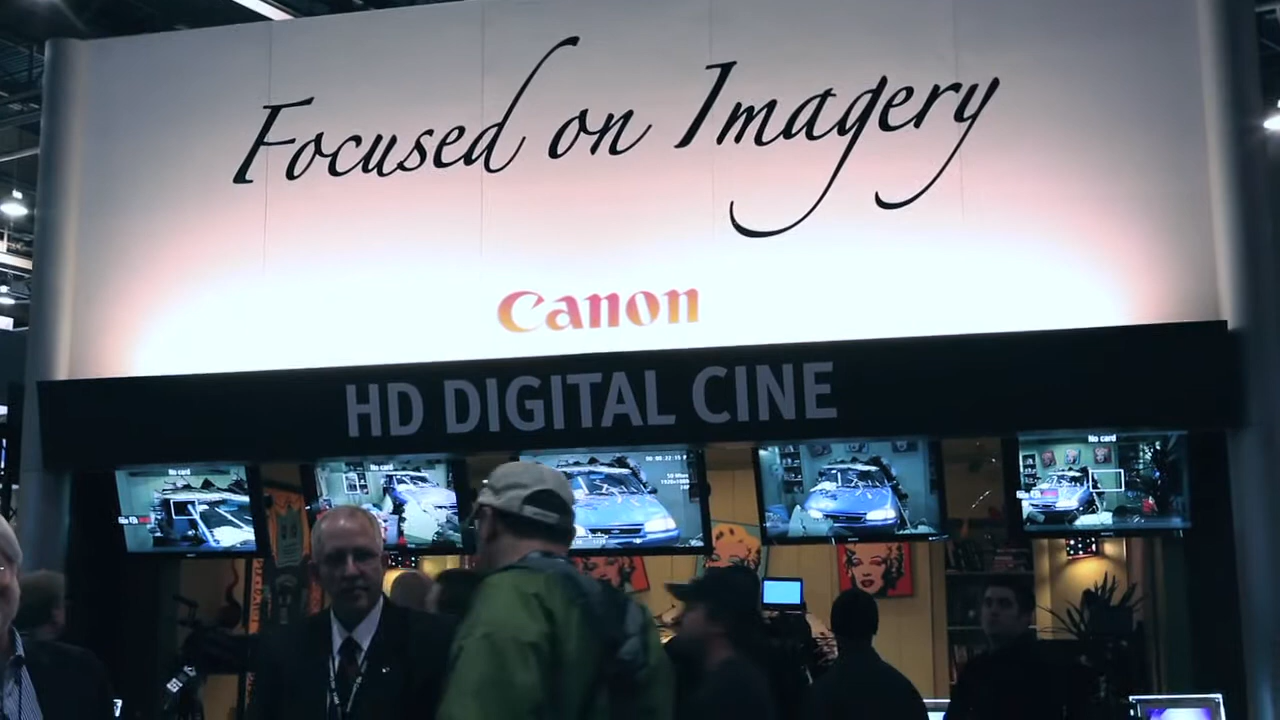 Focused on Imagery
Canon
HD DIGITAL CINE
No card
No card
No card